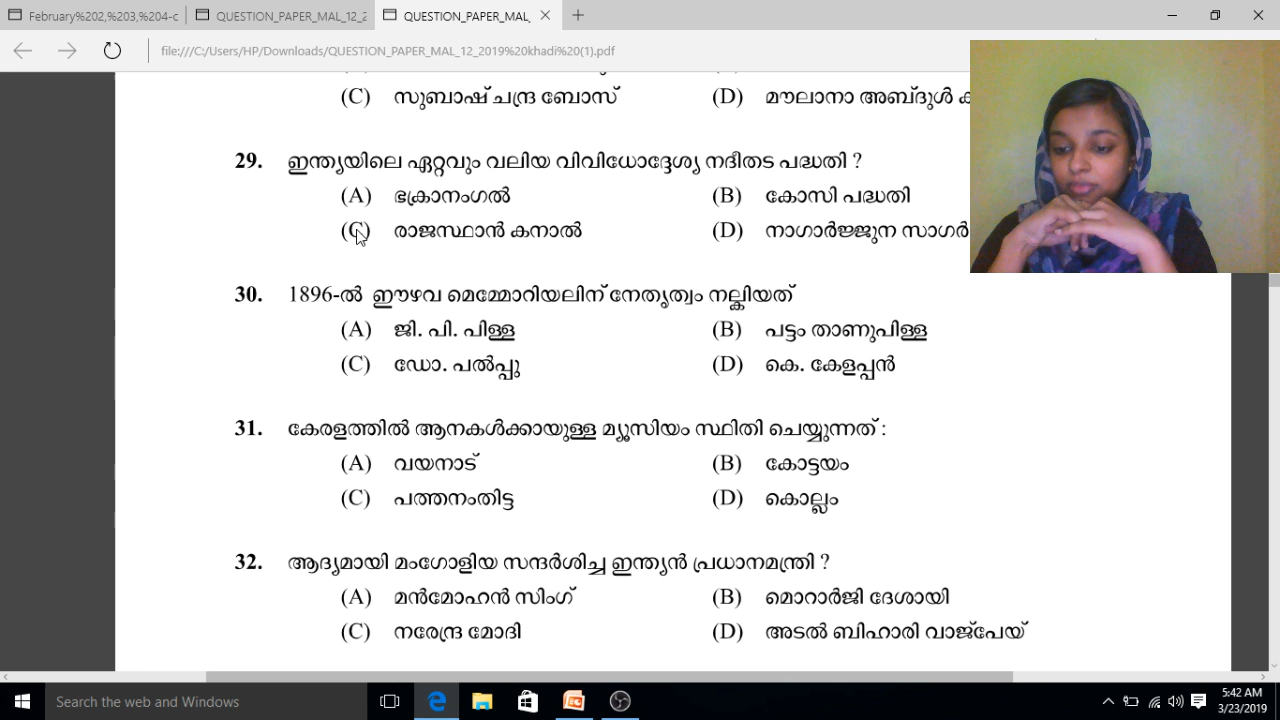 February%202,%203,%204-c
QUESTION_PAPER_MAL_12_2
QUESTION_PAPER_MAL_
file:///C:/Users/HP/Downloads/QUESTION_PAPER_MAL_12_2019%20khadi%20(1).pdf
(C) സുബാഷ് ചന്ദ്ര ബോസ് (D) മൗലാനാ അബ്ദുൾ
29. ഇന്ത്യയിലെ ഏറ്റവും വലിയ വിവിധോദ്ദേശ്യ നദീതട പദ്ധതി ?
(A) ഭക്രാനംഗൽ (B) കോസി പദ്ധതി
(C) രാജസ്ഥാൻ കനാൽ (D) നാഗാർജ്ജുന സാഗർ
30. 1896-ൽ ഈഴവ മെമ്മോറിയലിന് നേതൃത്വം നല്കിയത്
(A) ജി. പി. പിള്ള (B) പട്ടം താണുപിള്ള
(C) ഡോ. പൽപ്പു (D) കെ. കേളപ്പൻ
31. കേരളത്തിൽ ആനകൾക്കായുള്ള മ്യൂസിയം സ്ഥിതി ചെയ്യുന്നത് :
(A) വയനാട് (B) കോട്ടയം
(C) പത്തനംതിട്ട (D) കൊല്ലം
32. ആദ്യമായി മംഗോളിയ സന്ദർശിച്ച ഇന്ത്യൻ പ്രധാനമന്ത്രി ?
(A) മൻമോഹൻ സിംഗ് (B) മൊറാർജി ദേശായി
(C) നരേന്ദ്ര മോദി (D) അടൽ ബിഹാരി വാജ്പേയ്
Search the web and Windows
5:42 AM
3/23/2019